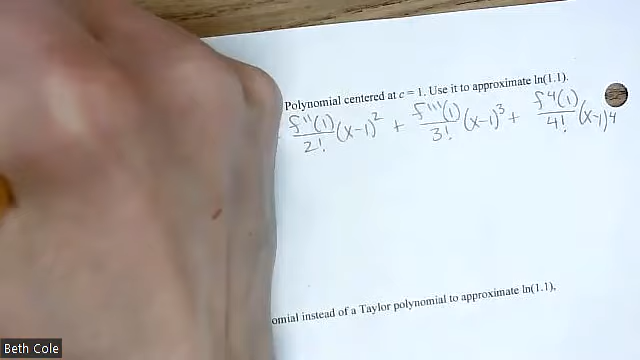 Polynomial centered at c = 1. Use it to approximate ln(1.1).
f''(1)/2! (x-1)^2 + f'''(1)/3! (x-1)^3 + f^4(1)/4! (x-1)^4
omial instead of a Taylor polynomial to approximate ln(1.1),
Beth Cole